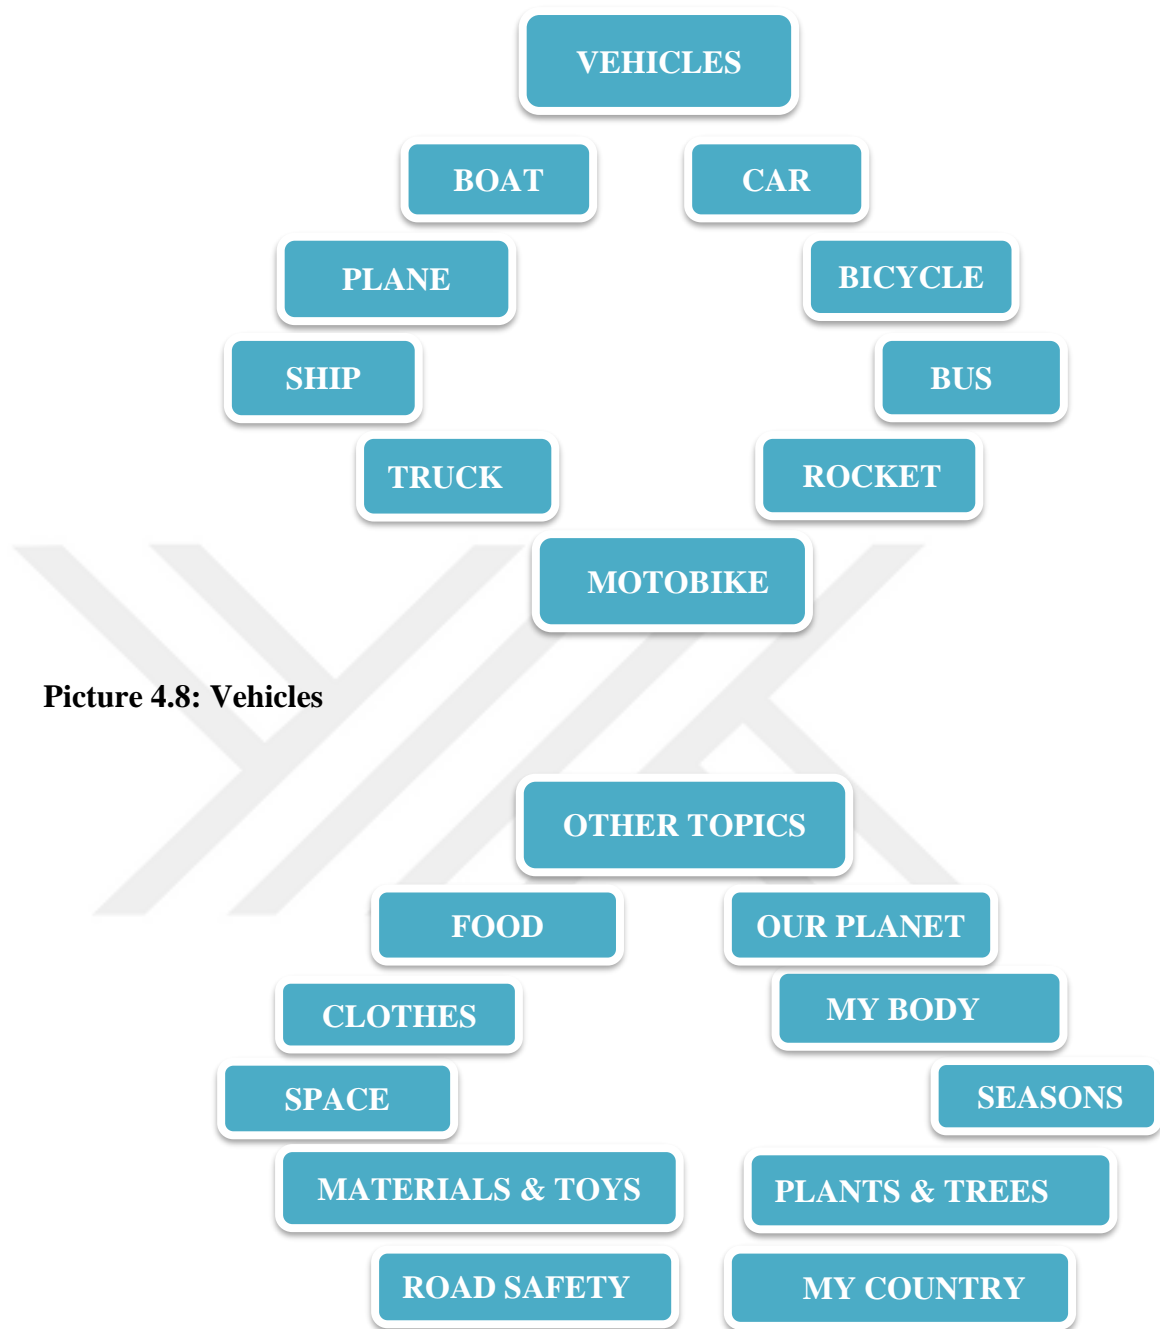 VEHICLES
BOAT
CAR
PLANE
BICYCLE
SHIP
BUS
TRUCK
ROCKET
MOTOBIKE
Picture 4.8: Vehicles
OTHER TOPICS
FOOD
OUR PLANET
CLOTHES
MY BODY
SPACE
SEASONS
MATERIALS & TOYS
PLANTS & TREES
ROAD SAFETY
MY COUNTRY